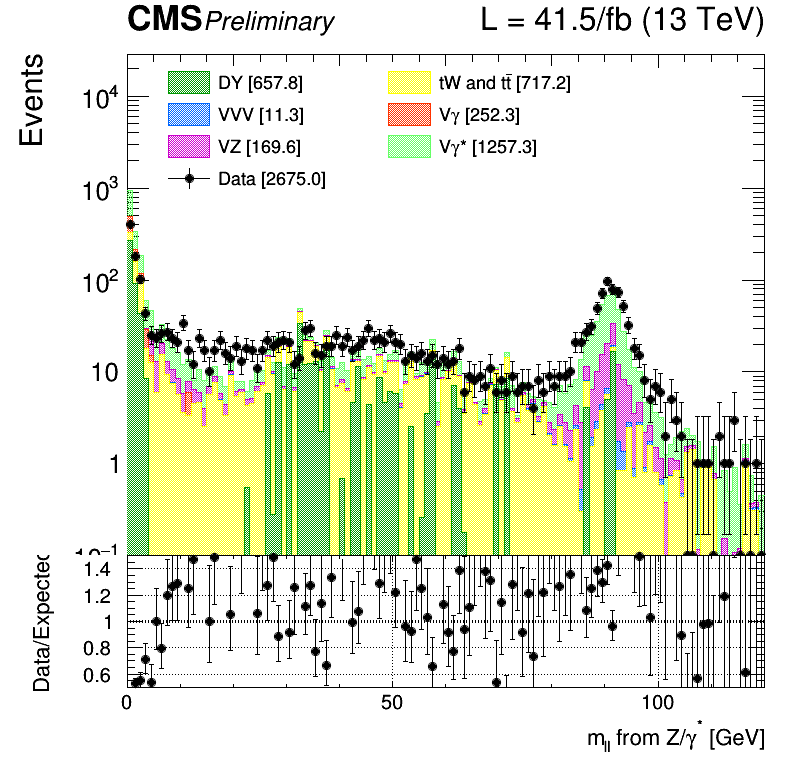 CMS Preliminary L = 41.5/fb (13 TeV)
Events
DY [657.8] tW and tt̄ [717.2]
VVV [11.3] Vγ [252.3]
VZ [169.6] Vγ* [1257.3]
Data [2675.0]
10⁴
10³
10²
10
1
10⁻¹
Data/Expected
1.4
1.2
1
0.8
0.6
0 50 100
m_ll from Z/γ* [GeV]